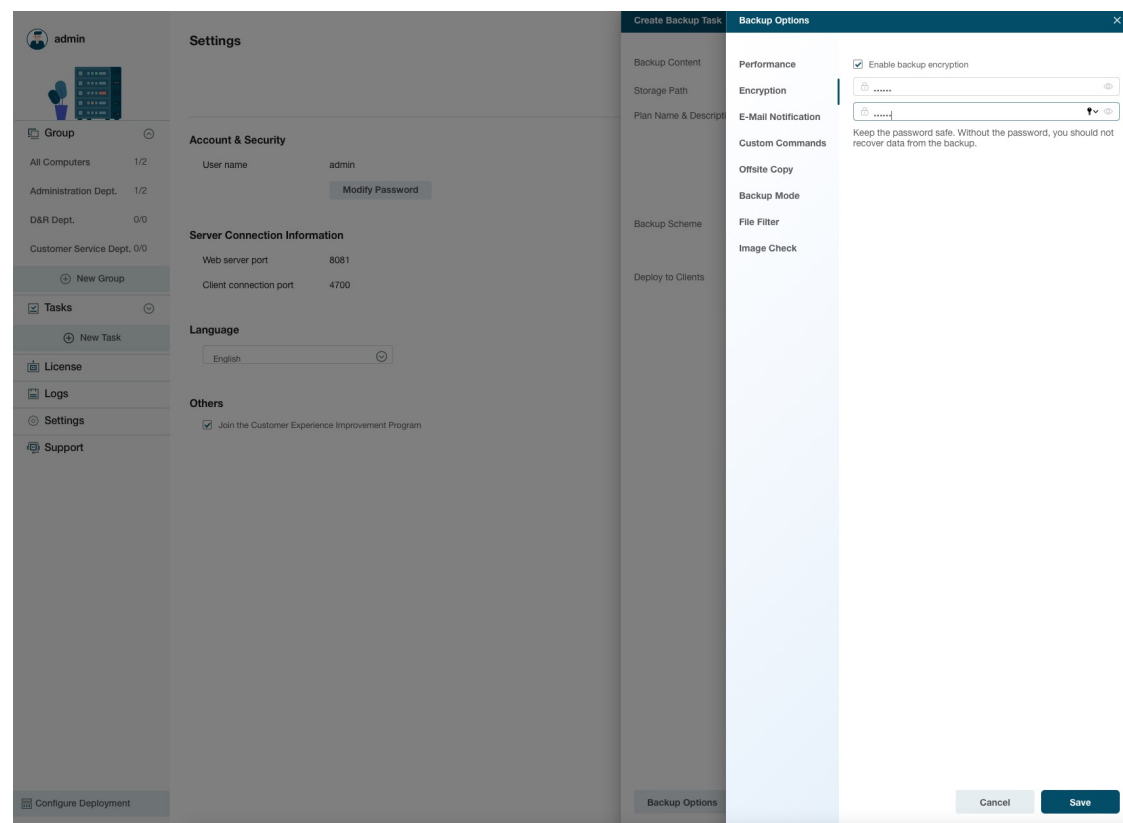 admin
Group
All Computers 1/2
Administration Dept. 1/2
D&R Dept. 0/0
Customer Service Dept. 0/0
New Group
Tasks
New Task
License
Logs
Settings
Support
Configure Deployment
Settings
Account & Security
User name admin
Modify Password
Server Connection Information
Web server port 8081
Client connection port 4700
Language
English
Others
Join the Customer Experience Improvement Program
Create Backup Task
Backup Content
Storage Path
Plan Name & Descripti
Backup Scheme
Deploy to Clients
Backup Options
Backup Options
Performance
Encryption
E-Mail Notification
Custom Commands
Offsite Copy
Backup Mode
File Filter
Image Check
Enable backup encryption
Keep the password safe. Without the password, you should not
recover data from the backup.
Cancel
Save